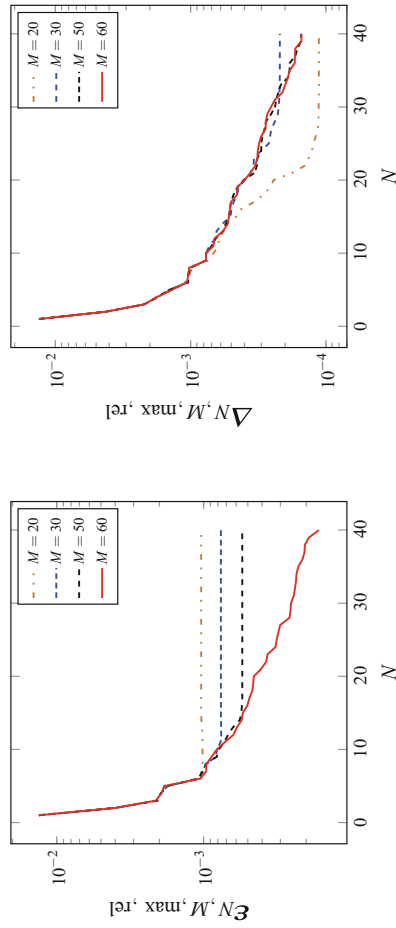 10⁻²
10⁻³
ε_{N,M,max,rel}
0
10
20
30
40
N
M = 20
M = 30
M = 50
M = 60
10⁻²
10⁻³
10⁻⁴
Δ_{N,M,max,rel}
0
10
20
30
40
N
M = 20
M = 30
M = 50
M = 60